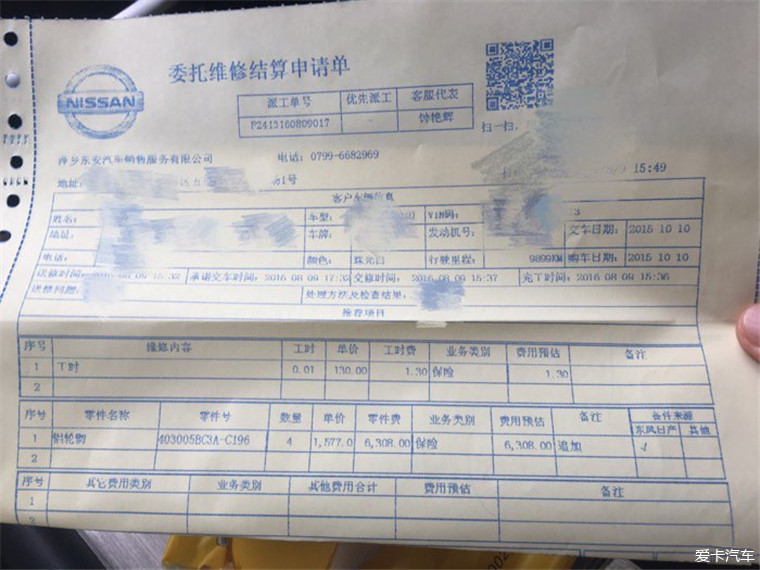 NISSAN
委托维修结算申请单
派工单号 优先派工 客服代表
P2413160809017 钟艳辉
扫一扫,
萍乡东安汽车销售服务有限公司 电话: 0799-6682969
地址: 1号 15:49
客户车辆信息
姓名: 车型: VIN码: 3
地址: 车牌: 发动机号: 交车日期: 2015 10 10
电话: 颜色: 珠光白 行驶里程: 9899KM 购车日期: 2015 10 10
送修时间: 2016 08 09 15:32 承诺交车时间: 2016 08 09 17:32 交修时间: 2016 08 09 15:37 完工时间: 2016 08 09 15:36
送修问题: 处理方法及检查结果:
推荐项目
序号 维修内容 工时 单价 工时费 业务类别 费用预估 备注
1 工时 0.01 130.00 1.30 保险 1.30
2
序号 零件名称 零件号 数量 单价 零件费 业务类别 费用预估 备注 备件来源
东风日产 其他
1 铝轮辋 403005BC3A-C196 4 1,577.0 6,308.00 保险 6,308.00 追加 √
2
序号 其它费用类别 业务类别 其他费用合计 费用预估 备注
1
2
爱卡汽车